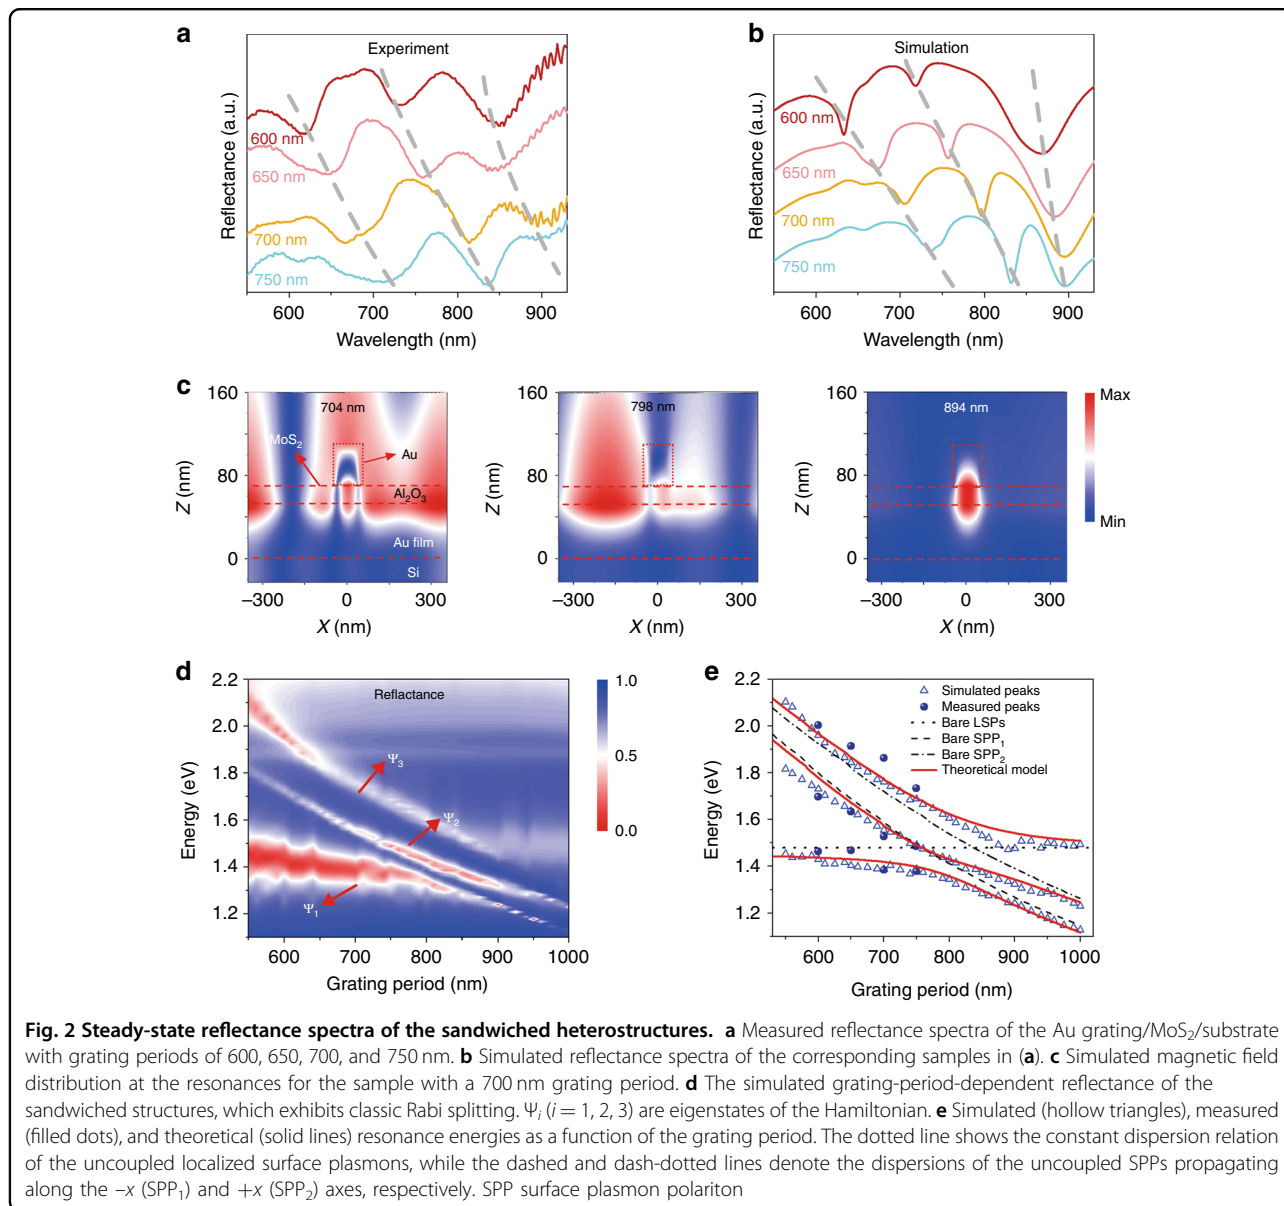 a
Experiment
600 nm
650 nm
700 nm
750 nm
Reflectance (a.u.)
600
700
800
900
Wavelength (nm)
b
Simulation
600 nm
650 nm
700 nm
750 nm
Reflectance (a.u.)
600
700
800
900
Wavelength (nm)
c
160
80
0
Z (nm)
704 nm
MoS₂
Au
Al₂O₃
Au film
Si
−300
0
300
X (nm)
160
80
0
Z (nm)
798 nm
−300
0
300
X (nm)
160
80
0
Z (nm)
894 nm
−300
0
300
X (nm)
Max
Min
d
2.2
2.0
1.8
1.6
1.4
1.2
Energy (eV)
Reflactance
Ψ₃
Ψ₂
Ψ₁
600
700
800
900
1000
Grating period (nm)
1.0
0.5
0.0
e
2.2
2.0
1.8
1.6
1.4
1.2
Energy (eV)
Simulated peaks
Measured peaks
Bare LSPs
Bare SPP₁
Bare SPP₂
Theoretical model
600
700
800
900
1000
Grating period (nm)
Fig. 2 Steady-state reflectance spectra of the sandwiched heterostructures. a Measured reflectance spectra of the Au grating/MoS₂/substrate
with grating periods of 600, 650, 700, and 750 nm. b Simulated reflectance spectra of the corresponding samples in (a). c Simulated magnetic field
distribution at the resonances for the sample with a 700 nm grating period. d The simulated grating-period-dependent reflectance of the
sandwiched structures, which exhibits classic Rabi splitting. Ψᵢ (i = 1, 2, 3) are eigenstates of the Hamiltonian. e Simulated (hollow triangles), measured
(filled dots), and theoretical (solid lines) resonance energies as a function of the grating period. The dotted line shows the constant dispersion relation
of the uncoupled localized surface plasmons, while the dashed and dash-dotted lines denote the dispersions of the uncoupled SPPs propagating
along the −x (SPP₁) and +x (SPP₂) axes, respectively. SPP surface plasmon polariton